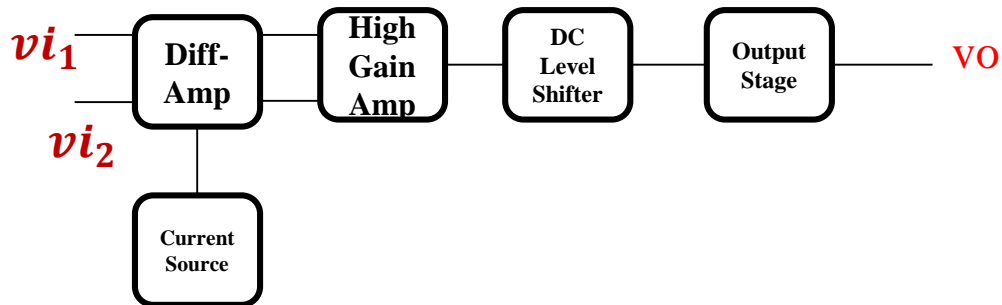 vi₁
Diff-
Amp
High
Gain
Amp
DC
Level
Shifter
Output
Stage
VO
vi₂
Current
Source